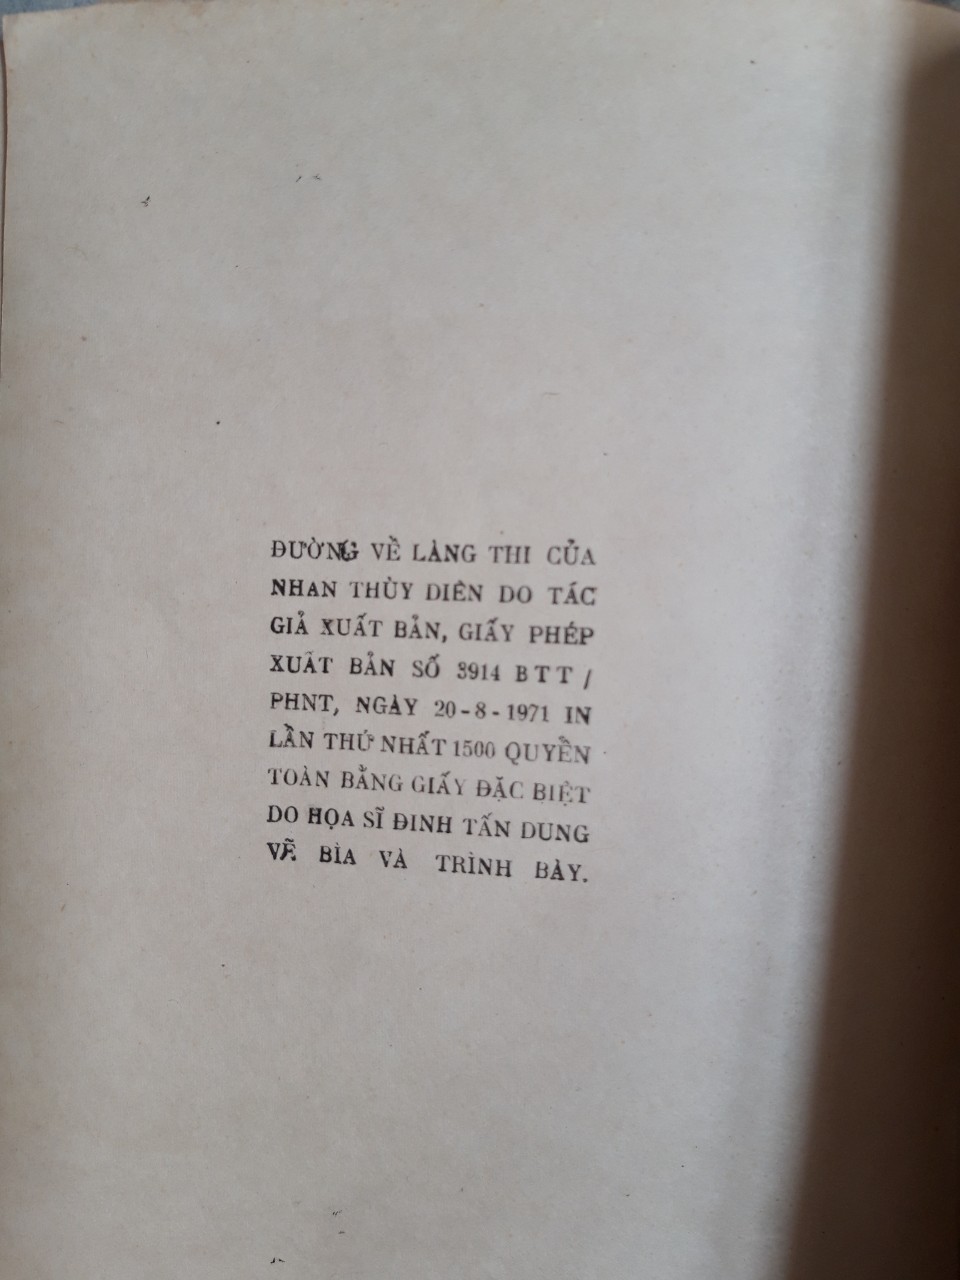 ĐƯỜNG VỀ LÀNG THI CỦA
NHAN THÙY DIÊN DO TÁC
GIẢ XUẤT BẢN, GIẤY PHÉP
XUẤT BẢN SỐ 3914 BTT /
PHNT, NGÀY 20-8-1971 IN
LẦN THỨ NHẤT 1500 QUYỀN
TOÀN BẰNG GIẤY ĐẶC BIỆT
DO HỌA SĨ ĐINH TẤN DUNG
VẼ BÌA VÀ TRÌNH BÀY.